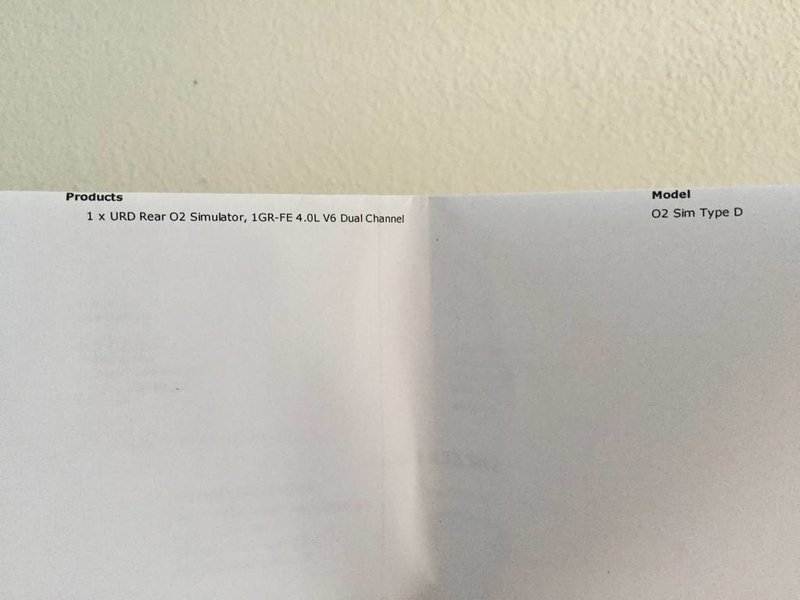 Products Model
1 x URD Rear O2 Simulator, 1GR-FE 4.0L V6 Dual Channel O2 Sim Type D